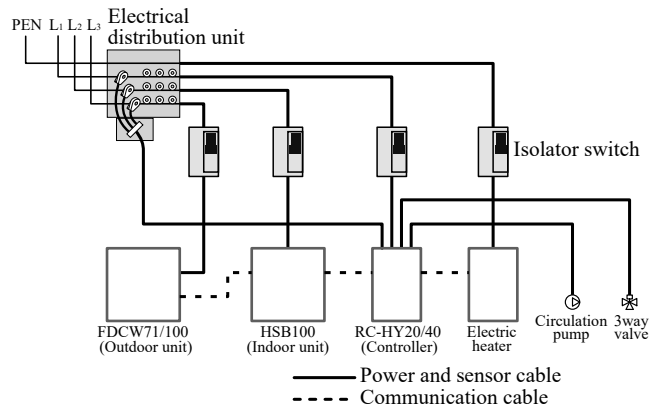 PEN L1 L2 L3
Electrical
distribution unit
Isolator switch
FDCW71/100
(Outdoor unit)
HSB100
(Indoor unit)
RC-HY20/40
(Controller)
Electric
heater
Circulation
pump
3way
valve
Power and sensor cable
Communication cable